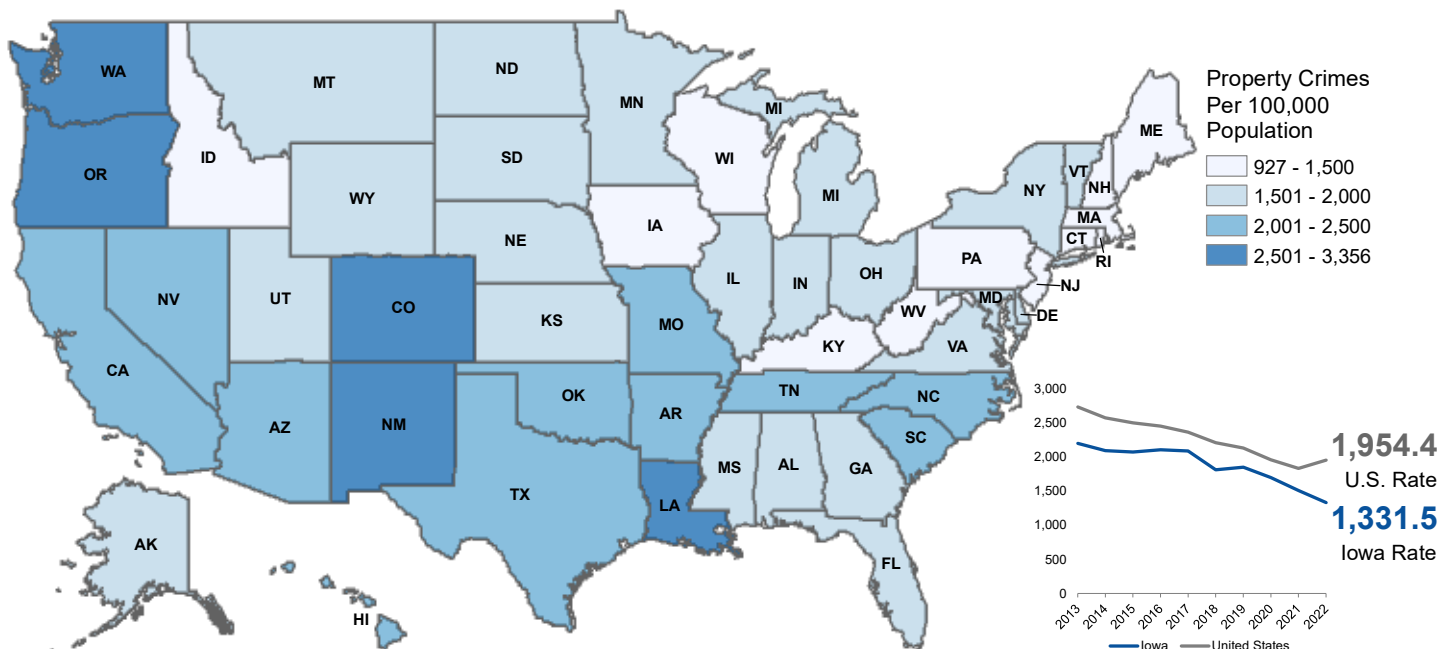 WA
MT
ND
MN
MI
ME
Property Crimes
Per 100,000
Population
927 - 1,500
1,501 - 2,000
2,001 - 2,500
2,501 - 3,356
OR
ID
SD
WI
MI
NY
VT
NH
MA
CT
RI
WY
NE
IA
PA
NJ
NV
UT
CO
KS
IL
IN
OH
MD
DE
CA
MO
KY
WV
VA
AZ
NM
OK
AR
TN
NC
SC
TX
LA
MS
AL
GA
FL
AK
HI
3,000
2,500
2,000
1,500
1,000
500
0
2013
2014
2015
2016
2017
2018
2019
2020
2021
2022
1,954.4
U.S. Rate
1,331.5
Iowa Rate
Iowa
United States